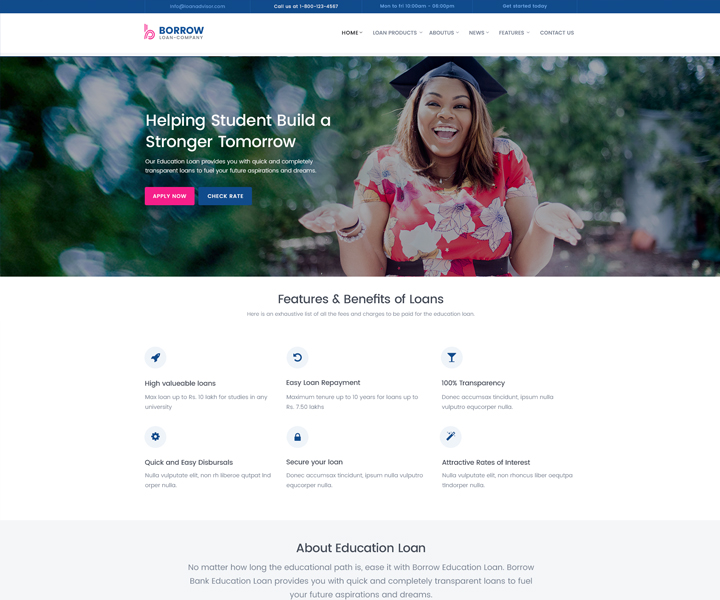 info@loanadvisor.com
Call us at 1-800-123-4567
Mon to fri 10:00am - 06:00pm
Get started today
BORROW
LOAN-COMPANY
HOME
LOAN PRODUCTS
ABOUTUS
NEWS
FEATURES
CONTACT US
Helping Student Build a
Stronger Tomorrow
Our Education Loan provides you with quick and completely
transparent loans to fuel your future aspirations and dreams.
APPLY NOW
CHECK RATE
Features & Benefits of Loans
Here is an exhaustive list of all the fees and charges to be paid for the education loan.
High valueable loans
Max loan up to Rs. 10 lakh for studies in any
university
Easy Loan Repayment
Maximum tenure up to 10 years for loans up to
Rs. 7.50 lakhs
100% Transparency
Donec accumsax tincidunt, ipsum nulla
vulputro equcorper nulla.
Quick and Easy Disbursals
Nulla vulputate elit, non rh liberoe qutpat ind
orper nulla.
Secure your loan
Donec accumsax tincidunt, ipsum nulla vulputro
equcorper nulla.
Attractive Rates of Interest
Nulla vulputate elit, non rhoncus liber oequtpa
tindorper nulla.
About Education Loan
No matter how long the educational path is, ease it with Borrow Education Loan. Borrow
Bank Education Loan provides you with quick and completely transparent loans to fuel
your future aspirations and dreams.